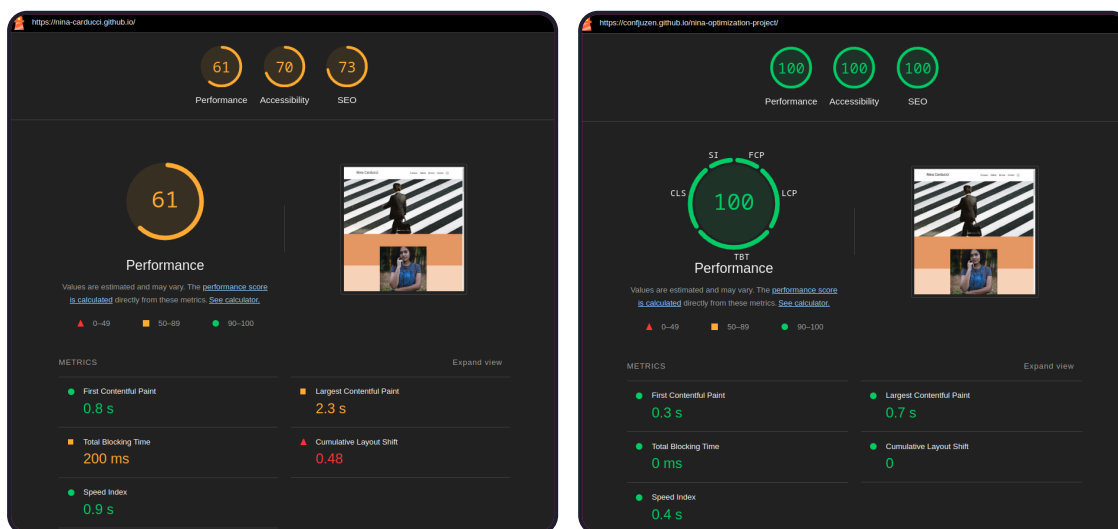 https://nina-carducci.github.io/
61
70
73
Performance
Accessibility
SEO
61
Nina Carducci
Performance
Values are estimated and may vary. The performance score
is calculated directly from these metrics. See calculator.
0–49
50–89
90–100
METRICS
Expand view
First Contentful Paint
0.8 s
Largest Contentful Paint
2.3 s
Total Blocking Time
200 ms
Cumulative Layout Shift
0.48
Speed Index
0.9 s
https://confjuzen.github.io/nina-optimization-project/
100
100
100
Performance
Accessibility
SEO
SI
FCP
CLS
LCP
100
TBT
Nina Carducci
Performance
Values are estimated and may vary. The performance score
is calculated directly from these metrics. See calculator.
0–49
50–89
90–100
METRICS
Expand view
First Contentful Paint
0.3 s
Largest Contentful Paint
0.7 s
Total Blocking Time
0 ms
Cumulative Layout Shift
0
Speed Index
0.4 s